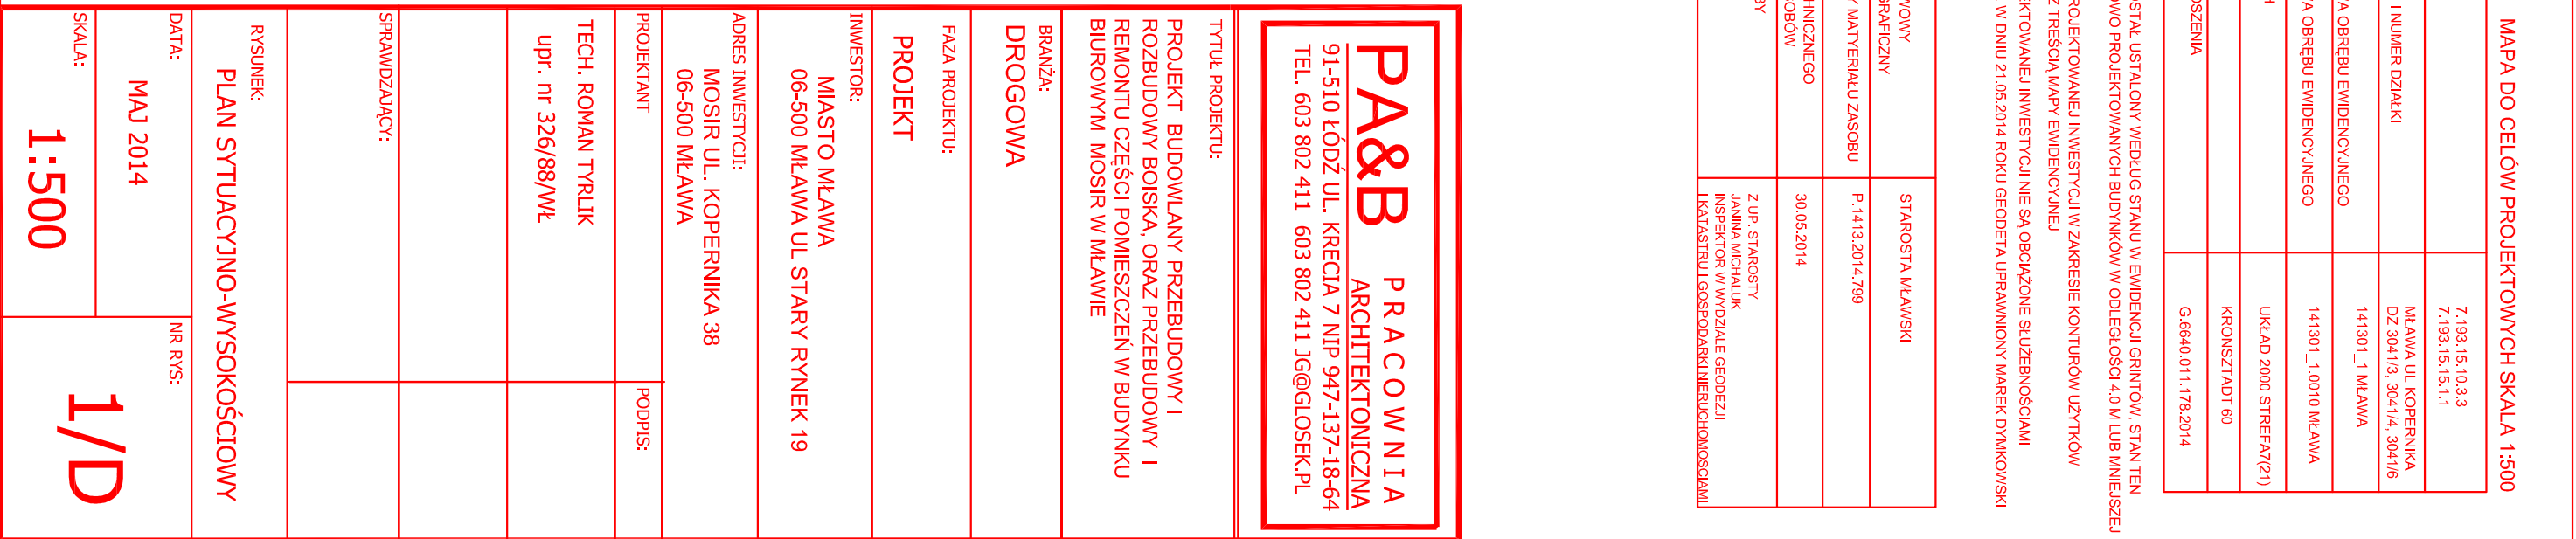 MAPA DO CELÓW PROJEKTOWYCH SKALA 1:500
7.193.15.10.3.3
7.193.15.15.1.1
I NUMER DZIAŁKI
MŁAWA UL KOPERNIKA
DZ 3041/3, 3041/4, 3041/6
A OBRĘBU EWIDENCYJNEGO
141301_1 MŁAWA
A OBRĘBU EWIDENCYJNEGO
141301_1.0010 MŁAWA
UKŁAD 2000 STREFA7(21)
KRONSZTADT 60
OSZENIA
G.6640.011.178.2014
OSTAŁ USTALONY WEDŁUG STANU W EWIDENCJI GRINTÓW, STAN TEN
OWO PROJEKTOWANYCH BUDYNKÓW W ODLEGŁOŚCI 4.0 M LUB MNIEJSZEJ
ROJEKTOWANEJ INWESTYCJI W ZAKRESIE KONTURÓW UŻYTKÓW
Z TREŚCIĄ MAPY EWIDENCYJNEJ
EKTOWANEJ INWESTYCJI NIE SĄ OBCIĄŻONE SŁUŻEBNOŚCIAMI
W DNIU 21.05.2014 ROKU GEODETA UPRAWNIONY MAREK DYMKOWSKI
WOWY
GRAFICZNY
STAROSTA MŁAWSKI
Y MATYERIAŁU ZASOBU
P.1413.2014.799
HNICZNEGO
SOBÓW
30.05.2014
BY
Z UP. STAROSTY
JANINA MICHALUK
INSPEKTOR W WYDZIALE GEODEZJI
I KATASTRU I GOSPODARKI NIERUCHOMOSCIAMI
PA&B PRACOWNIA
ARCHITEKTONICZNA
91-510 ŁÓDŹ UL. KRECIA 7 NIP 947-137-18-64
TEL. 603 802 411 603 802 411 JG@GLOSEK.PL
TYTUŁ PROJEKTU:
PROJEKT BUDOWLANY PRZEBUDOWY I
ROZBUDOWY BOISKA, ORAZ PRZEBUDOWY I
REMONTU CZĘŚCI POMIESZCZEŃ W BUDYNKU
BIUROWYM MOSIR W MŁAWIE
BRANŻA:
DROGOWA
FAZA PROJEKTU:
PROJEKT
INWESTOR:
MIASTO MŁAWA
06-500 MŁAWA UL STARY RYNEK 19
ADRES INWESTYCJI:
MOSIR UL. KOPERNIKA 38
06-500 MŁAWA
PROJEKTANT
PODPIS:
TECH. ROMAN TYRLIK
upr. nr 326/88/WŁ
SPRAWDZAJĄCY:
RYSUNEK:
PLAN SYTUACYJNO-WYSOKOŚCIOWY
DATA:
MAJ 2014
NR RYS:
1/D
SKALA:
1:500